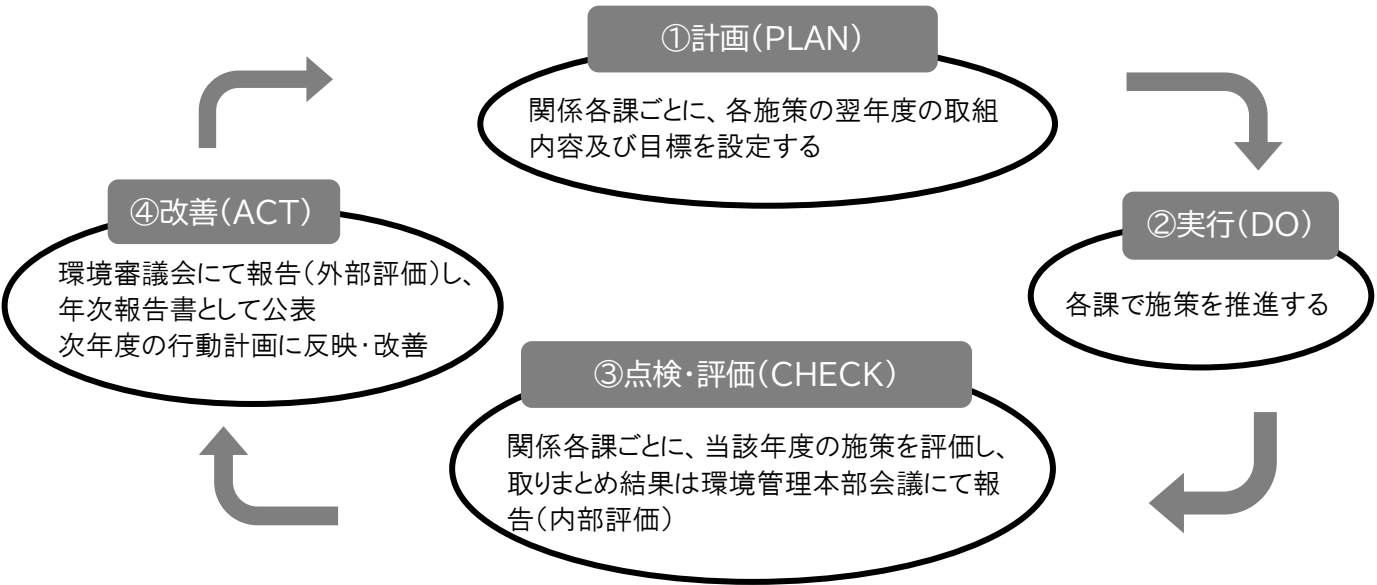 ①計画(PLAN)
関係各課ごとに、各施策の翌年度の取組
内容及び目標を設定する
②実行(DO)
各課で施策を推進する
③点検・評価(CHECK)
関係各課ごとに、当該年度の施策を評価し、
取りまとめ結果は環境管理本部会議にて報
告(内部評価)
④改善(ACT)
環境審議会にて報告(外部評価)し、
年次報告書として公表
次年度の行動計画に反映・改善